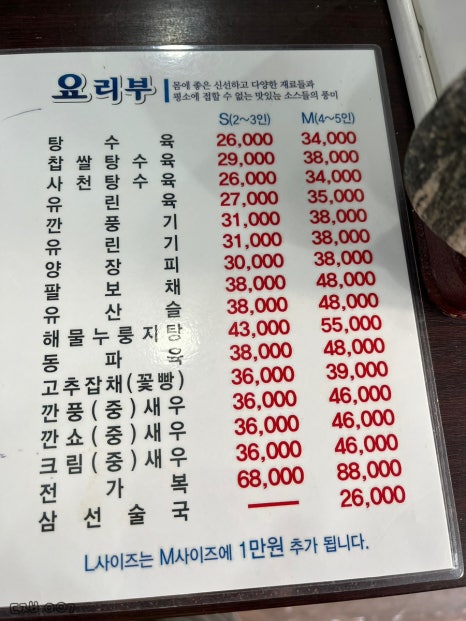 요리부 몸에 좋은 신선하고 다양한 재료들과
평소에 접할 수 없는 맛있는 소스들의 풍미
S(2~3인) M(4~5인)
탕수육 26,000 34,000
찹쌀탕수육 29,000 38,000
사천탕수육 26,000 34,000
유린육 27,000 35,000
깐풍기 31,000 38,000
유린기 31,000 38,000
양장피 30,000 38,000
팔보채 38,000 48,000
유산슬 38,000 48,000
해물누룽지탕 43,000 55,000
동파육 38,000 48,000
고추잡채(꽃빵) 36,000 39,000
깐풍(중)새우 36,000 46,000
깐쇼(중)새우 36,000 46,000
크림(중)새우 36,000 46,000
전가복 68,000 88,000
삼선술국 — 26,000
L사이즈는 M사이즈에 1만원 추가 됩니다.